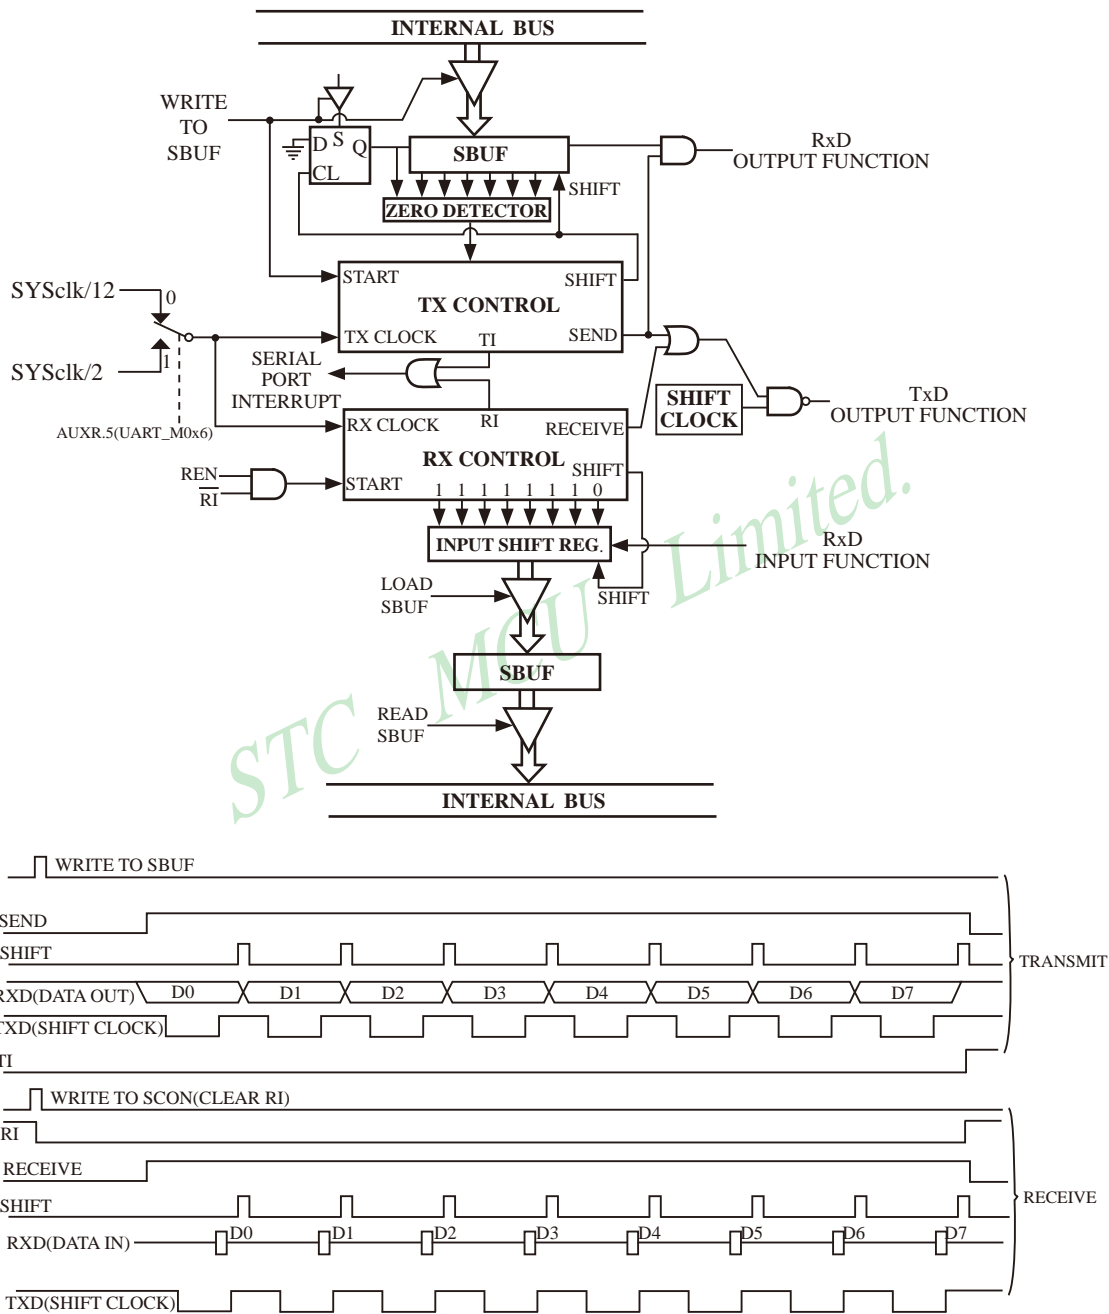 INTERNAL BUS
WRITE
TO
SBUF
D S Q
CL
SBUF
RxD
OUTPUT FUNCTION
SHIFT
ZERO DETECTOR
START
SHIFT
TX CONTROL
SYSclk/12
0
TX CLOCK
TI
SEND
SYSclk/2
1
SERIAL
PORT
INTERRUPT
AUXR.5(UART_M0x6)
SHIFT
CLOCK
TxD
OUTPUT FUNCTION
RX CLOCK
RI
RECEIVE
RX CONTROL
SHIFT
REN
RI
START
1 1 1 1 1 1 1 0
INPUT SHIFT REG.
RxD
INPUT FUNCTION
LOAD
SBUF
SHIFT
SBUF
READ
SBUF
INTERNAL BUS
STC MCU Limited.
WRITE TO SBUF
SEND
SHIFT
RXD(DATA OUT) D0 D1 D2 D3 D4 D5 D6 D7
TXD(SHIFT CLOCK)
TI
TRANSMIT
WRITE TO SCON(CLEAR RI)
RI
RECEIVE
SHIFT
RXD(DATA IN) D0 D1 D2 D3 D4 D5 D6 D7
TXD(SHIFT CLOCK)
RECEIVE